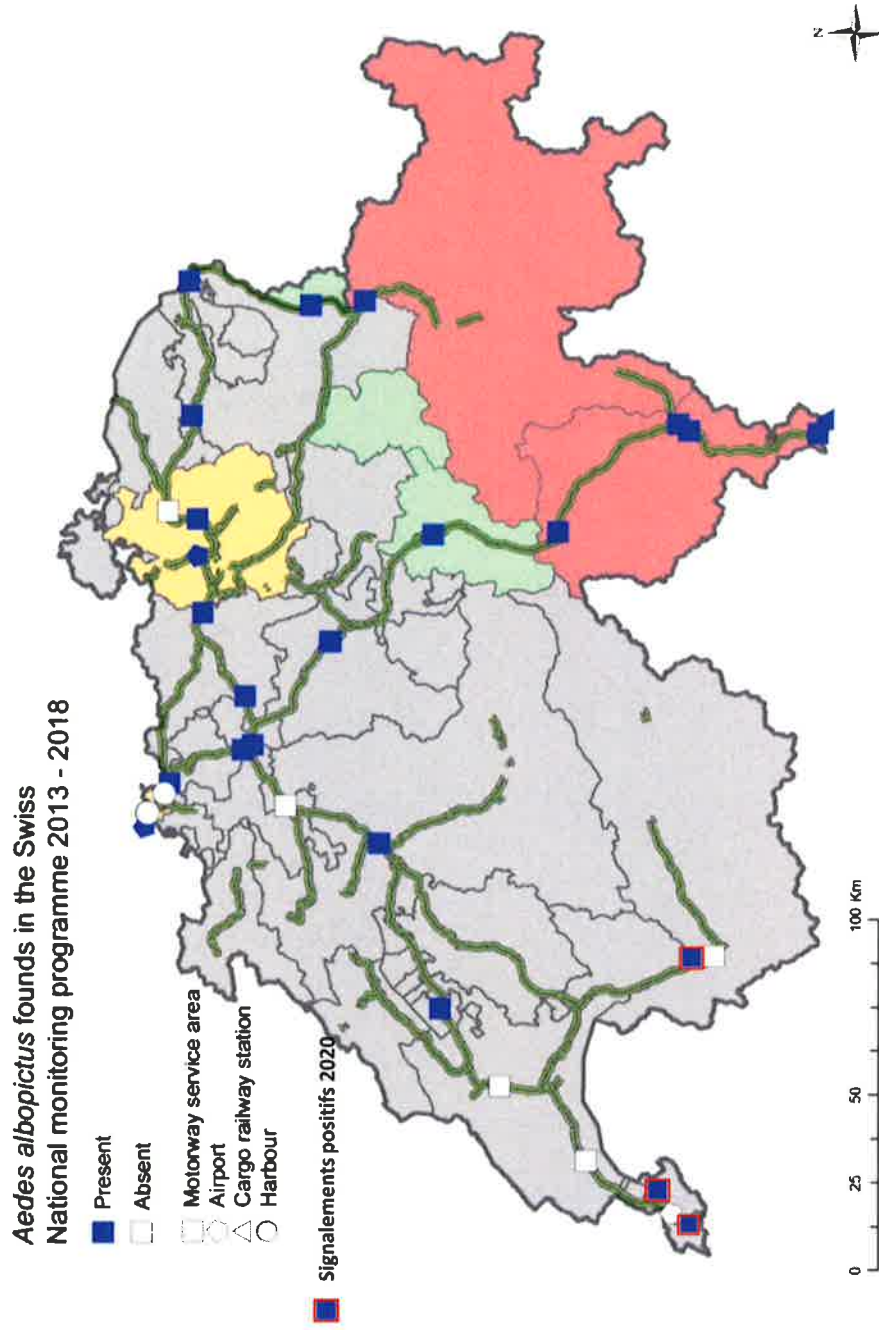 Aedes albopictus founds in the Swiss
National monitoring programme 2013 - 2018
Present
Absent
Motorway service area
Airport
Cargo railway station
Harbour
Signalements positifs 2020
0 25 50 100 Km
N